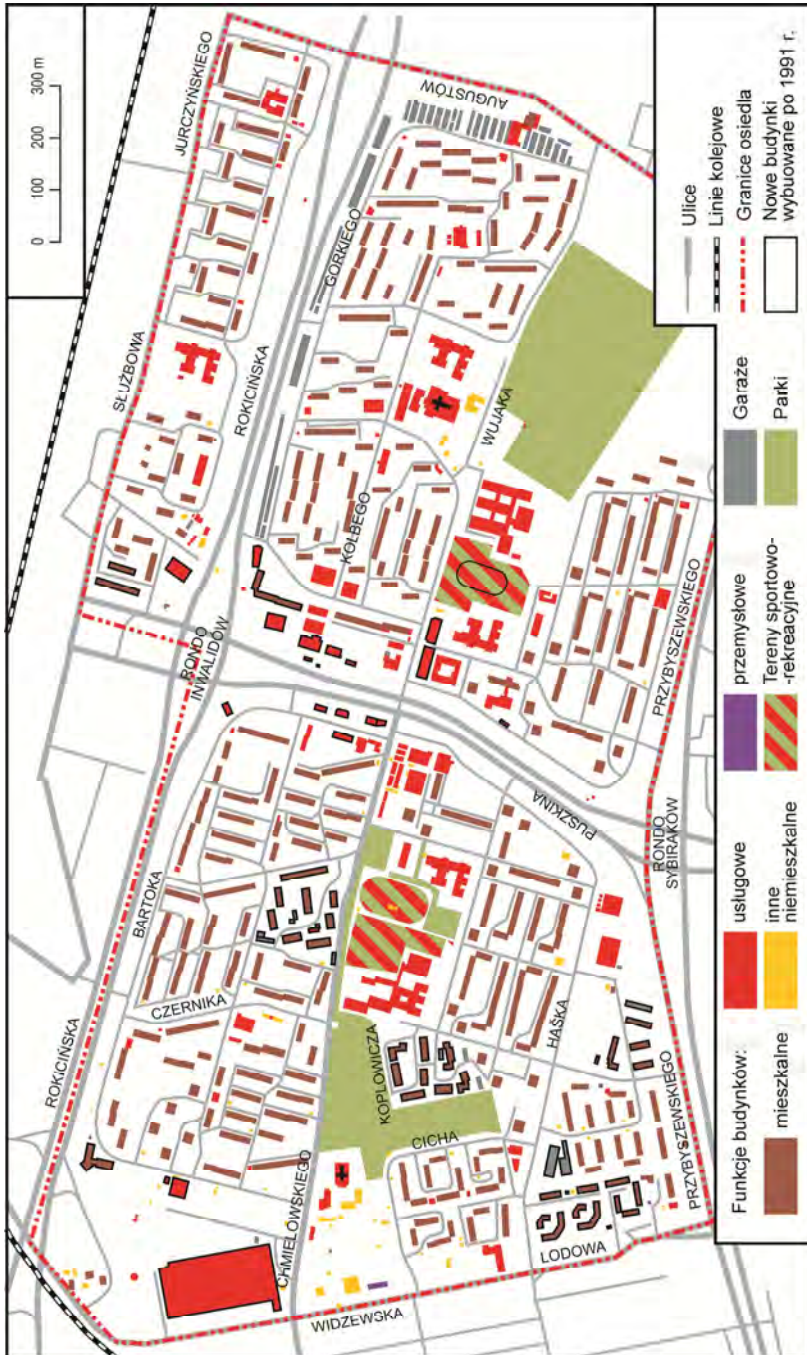 0 100 200 300 m
JURCZYŃSKIEGO
SŁUŻBOWA
ROKICIŃSKA
AUGUSTÓW
GORKIEGO
KOLBEGO
WUJAKA
RONDO
INWALIDÓW
PRZYBYSZEWSKIEGO
PUSZKINA
RONDO
SYBIRAKÓW
BARTOKA
CZERNIKA
ROKICIŃSKA
KOPLOWICZA
HAŠKA
CICHA
CHMIELOWSKIEGO
PRZYBYSZEWSKIEGO
LODOWA
WIDZEWSKA
Ulice
Linie kolejowe
Granice osiedla
Nowe budynki
wybuowane po 1991 r.
Funkcje budynków:
mieszkalne
usługowe
inne
niemieszkalne
przemysłowe
Tereny sportowo-
-rekreacyjne
Garaże
Parki